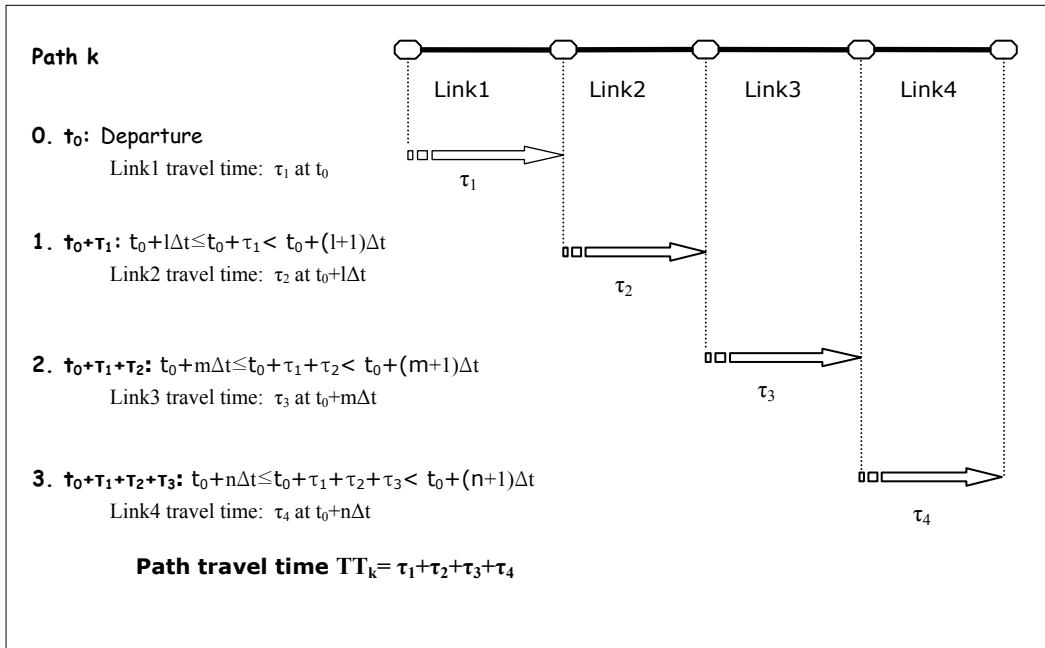 Path k
Link1 Link2 Link3 Link4
0. t₀: Departure
Link1 travel time: τ₁ at t₀
τ₁
1. t₀+τ₁: t₀+lΔt≤t₀+τ₁< t₀+(l+1)Δt
Link2 travel time: τ₂ at t₀+lΔt
τ₂
2. t₀+τ₁+τ₂: t₀+mΔt≤t₀+τ₁+τ₂< t₀+(m+1)Δt
Link3 travel time: τ₃ at t₀+mΔt
τ₃
3. t₀+τ₁+τ₂+τ₃: t₀+nΔt≤t₀+τ₁+τ₂+τ₃< t₀+(n+1)Δt
Link4 travel time: τ₄ at t₀+nΔt
τ₄
Path travel time TTₖ= τ₁+τ₂+τ₃+τ₄